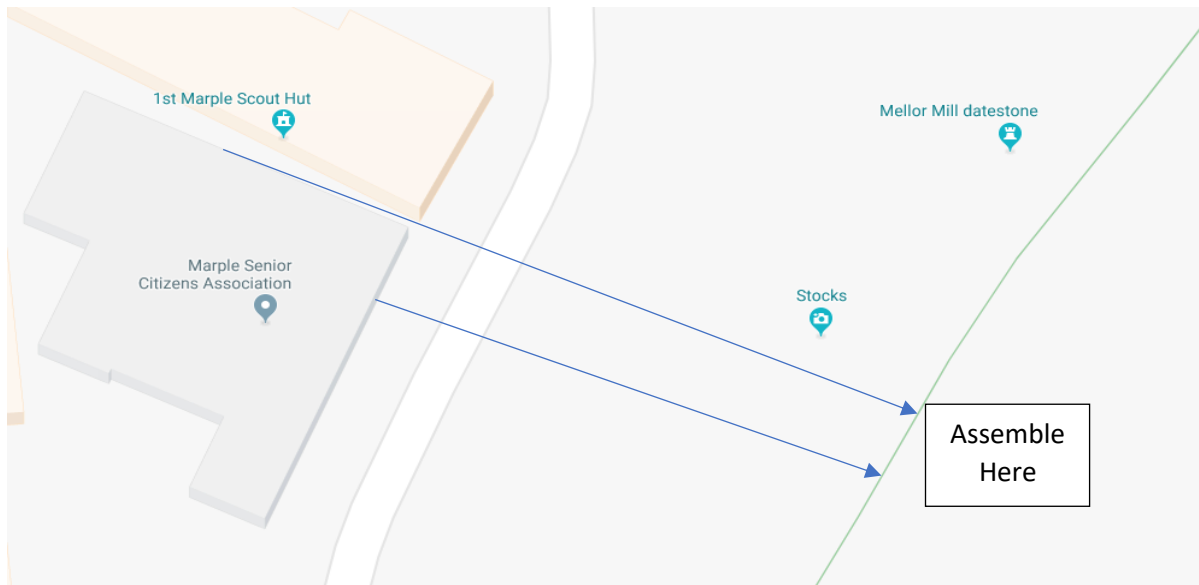 1st Marple Scout Hut
Mellor Mill datestone
Marple Senior
Citizens Association
Stocks
Assemble
Here